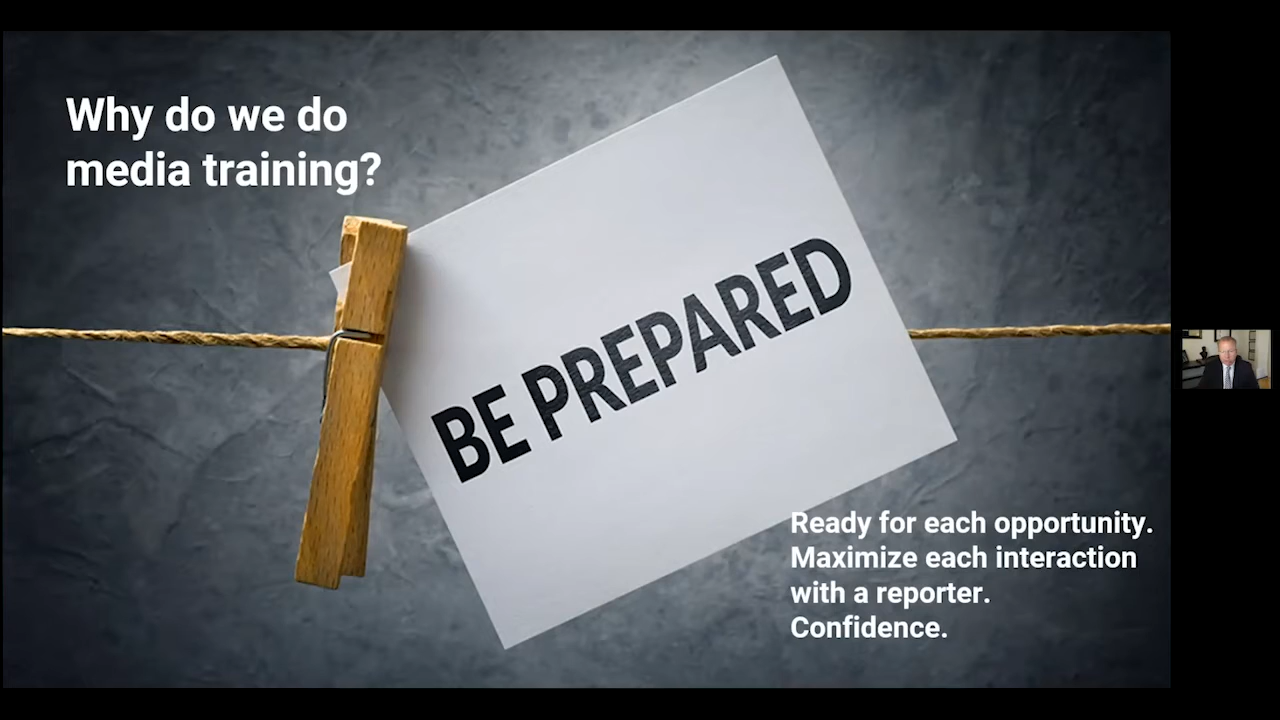 Why do we do
media training?
BE PREPARED
Ready for each opportunity.
Maximize each interaction
with a reporter.
Confidence.